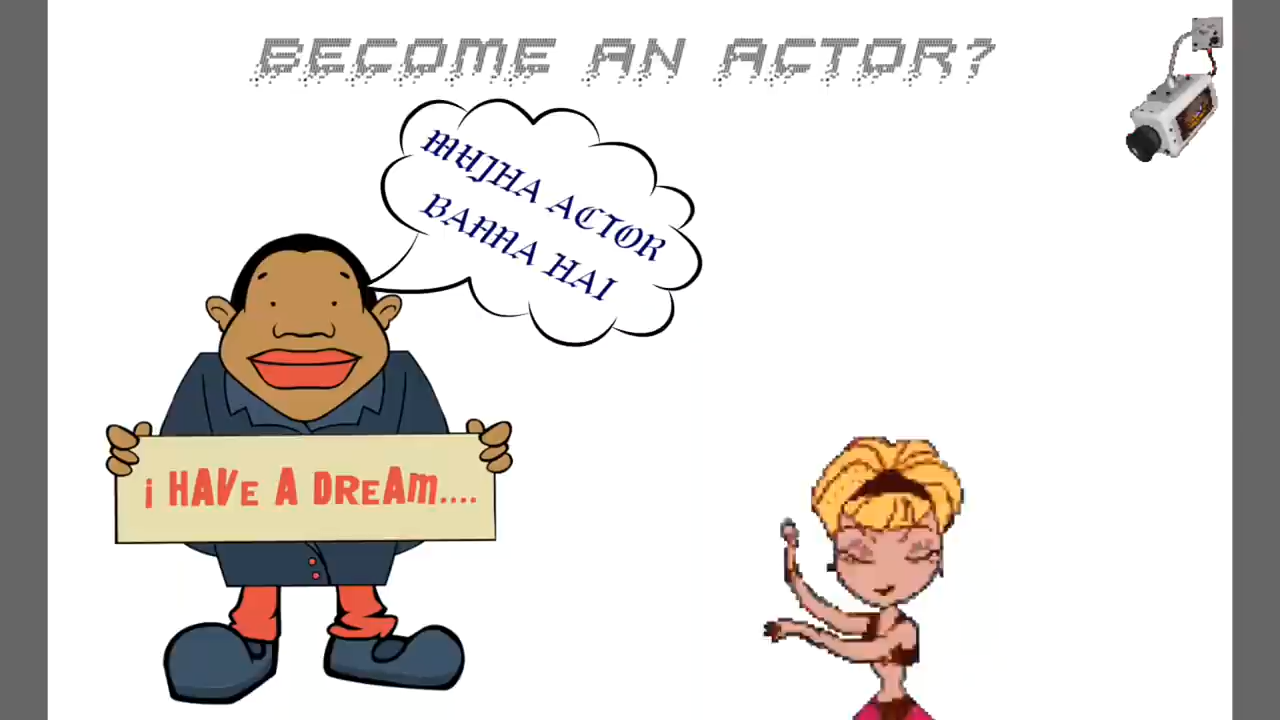 BECOME AN ACTOR?
MUJHA ACTOR
BANNA HAI
i HAVE A DREAM....